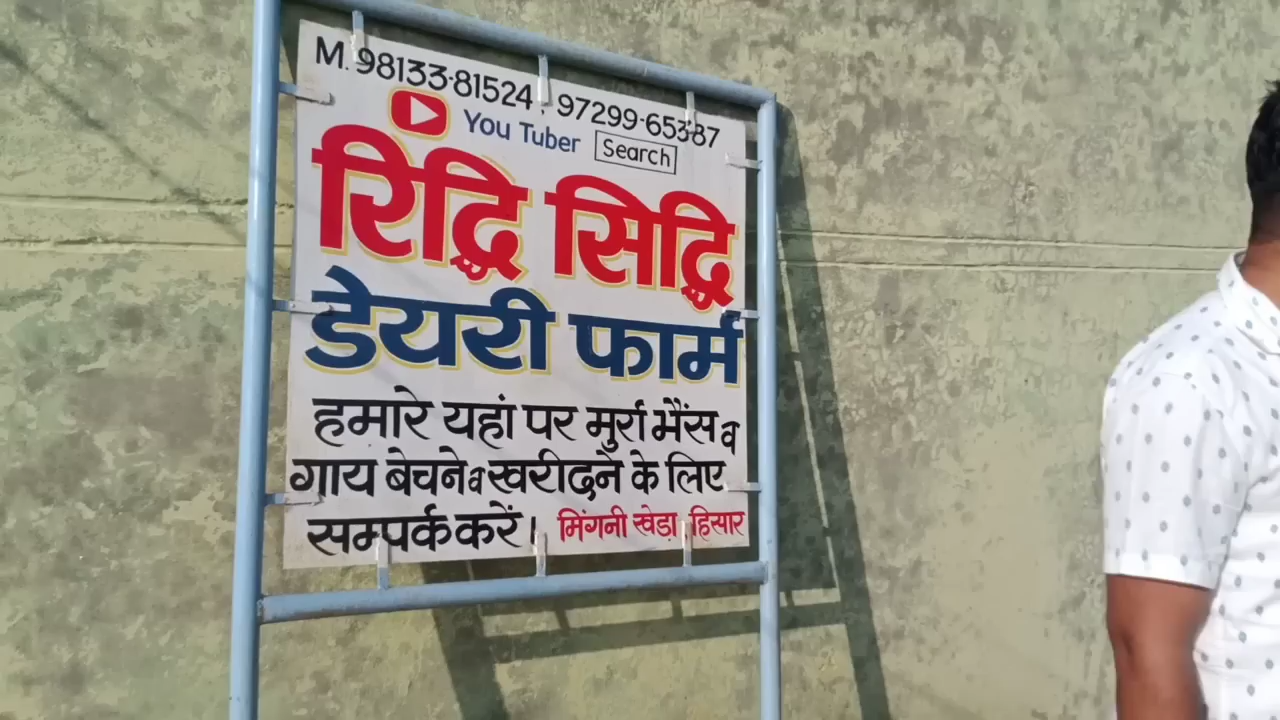 M. 98133-81524, 97299-65387
You Tuber Search
रिद्धि सिद्धि
डेयरी फार्म
हमारे यहां पर मुर्रा भैंस व
गाय बेचने व खरीदने के लिए
सम्पर्क करें। मिंगनी खेड़ा हिसार